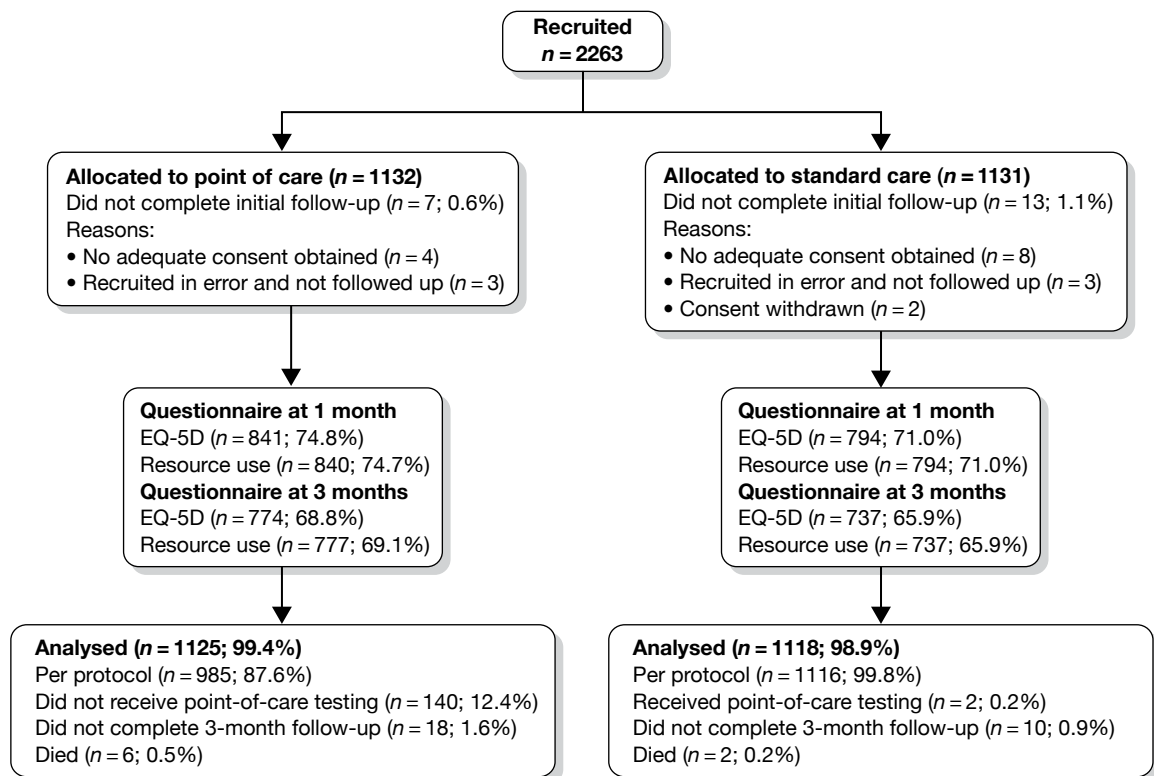 Recruited
n = 2263
Allocated to point of care (n = 1132)
Did not complete initial follow-up (n = 7; 0.6%)
Reasons:
• No adequate consent obtained (n = 4)
• Recruited in error and not followed up (n = 3)
Allocated to standard care (n = 1131)
Did not complete initial follow-up (n = 13; 1.1%)
Reasons:
• No adequate consent obtained (n = 8)
• Recruited in error and not followed up (n = 3)
• Consent withdrawn (n = 2)
Questionnaire at 1 month
EQ-5D (n = 841; 74.8%)
Resource use (n = 840; 74.7%)
Questionnaire at 3 months
EQ-5D (n = 774; 68.8%)
Resource use (n = 777; 69.1%)
Questionnaire at 1 month
EQ-5D (n = 794; 71.0%)
Resource use (n = 794; 71.0%)
Questionnaire at 3 months
EQ-5D (n = 737; 65.9%)
Resource use (n = 737; 65.9%)
Analysed (n = 1125; 99.4%)
Per protocol (n = 985; 87.6%)
Did not receive point-of-care testing (n = 140; 12.4%)
Did not complete 3-month follow-up (n = 18; 1.6%)
Died (n = 6; 0.5%)
Analysed (n = 1118; 98.9%)
Per protocol (n = 1116; 99.8%)
Received point-of-care testing (n = 2; 0.2%)
Did not complete 3-month follow-up (n = 10; 0.9%)
Died (n = 2; 0.2%)